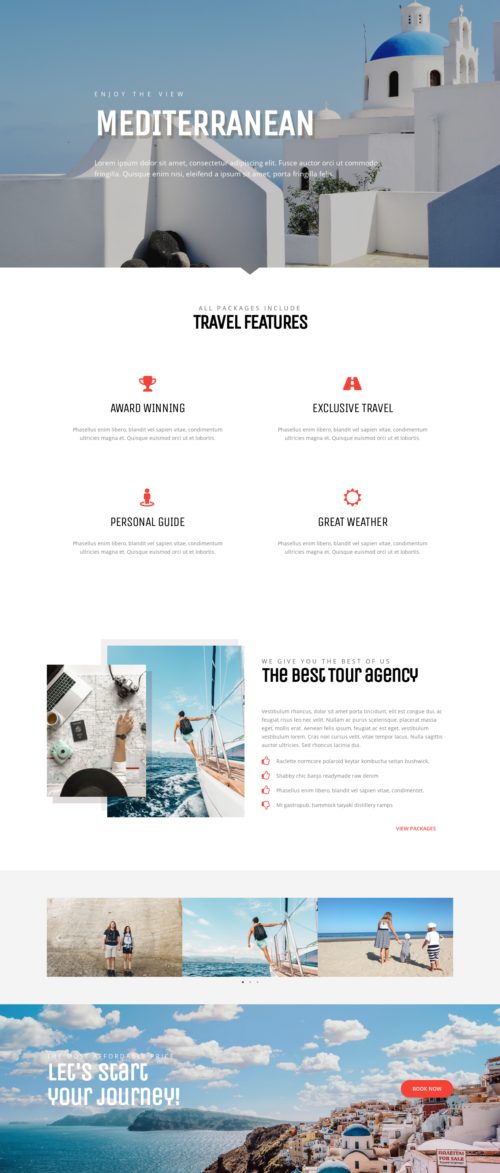 ENJOY THE VIEW
MEDITERRANEAN
Lorem ipsum dolor sit amet, consectetur adipiscing elit. Fusce auctor orci ut commodo
fringilla. Quisque enim nisi, eleifend a ipsum sit amet, porta fringilla felis.
ALL PACKAGES INCLUDE
TRAVEL FEATURES
AWARD WINNING
Phasellus enim libero, blandit vel sapien vitae, condimentum
ultricies magna et. Quisque euismod orci ut et lobortis.
EXCLUSIVE TRAVEL
Phasellus enim libero, blandit vel sapien vitae, condimentum
ultricies magna et. Quisque euismod orci ut et lobortis.
PERSONAL GUIDE
Phasellus enim libero, blandit vel sapien vitae, condimentum
ultricies magna et. Quisque euismod orci ut et lobortis.
GREAT WEATHER
Phasellus enim libero, blandit vel sapien vitae, condimentum
ultricies magna et. Quisque euismod orci ut et lobortis.
WE GIVE YOU THE BEST OF US
The Best Tour Agency
Vestibulum rhoncus, dolor sit amet porta tincidunt, elit est congue dui, ac
feugiat risus leo nec velit. Nullam ac purus scelerisque, placerat massa
eget, mollis erat. Aenean felis ipsum, feugiat ac est eget, vestibulum
vestibulum lorem. Cras non cursus velit, vitae tempor lacus. Nulla sagittis
auctor ultricies. Sed rhoncus lacinia dui.
Raclette normcore polaroid keytar kombucha seitan bushwick.
Shabby chic banjo readymade raw denim
Phasellus enim libero, blandit vel sapien vitae, condimentet.
Mi gastropub, hammock taiyaki distillery ramps
VIEW PACKAGES
THE MOST AFFORDABLE PRICE
Let's Start
Your Journey!
BOOK NOW
FOR SALE